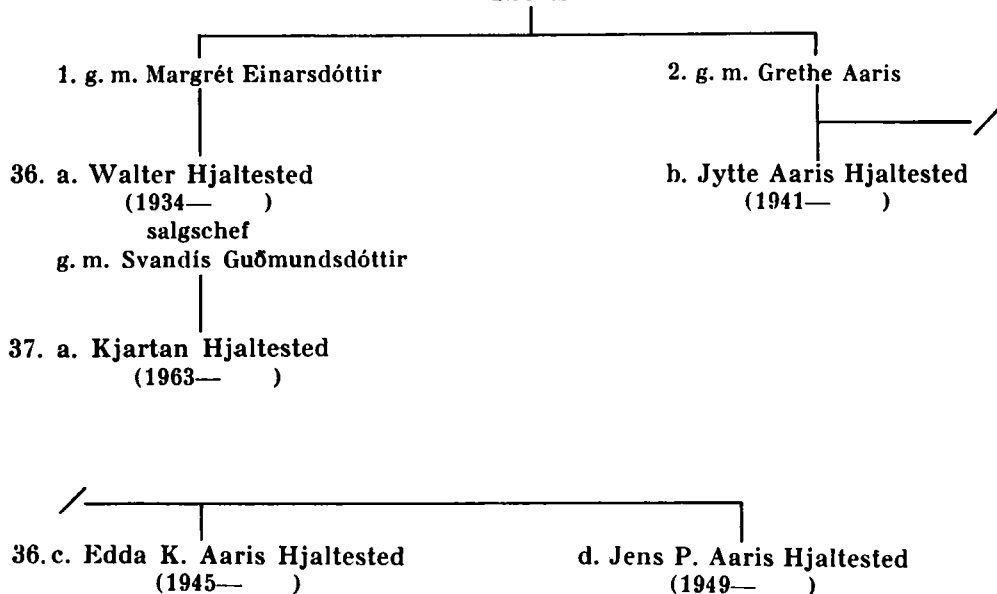 1. g. m. Margrét Einarsdóttir
2. g. m. Grethe Aaris
36. a. Walter Hjaltested
(1934— )
salgschef
g. m. Svandís Guðmundsdóttir
b. Jytte Aaris Hjaltested
(1941— )
37. a. Kjartan Hjaltested
(1963— )
36. c. Edda K. Aaris Hjaltested
(1945— )
d. Jens P. Aaris Hjaltested
(1949— )